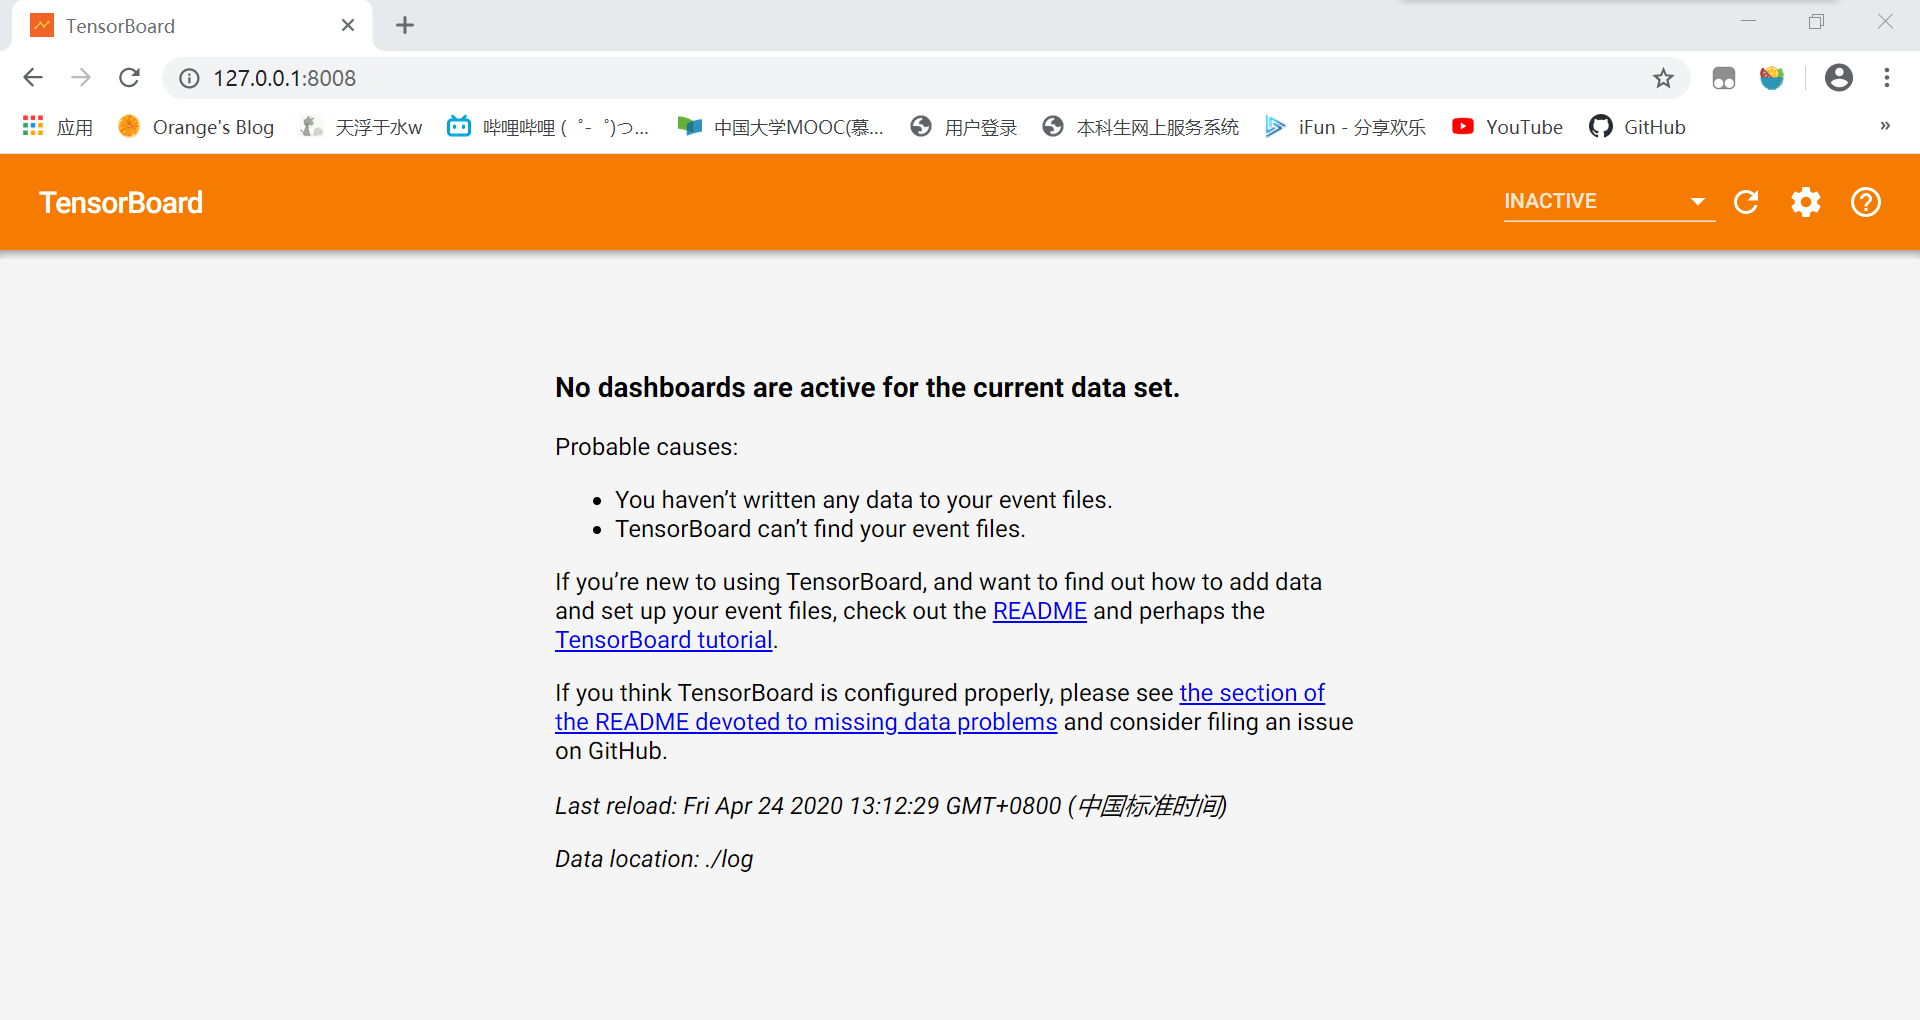 TensorBoard
127.0.0.1:8008
应用 Orange's Blog 天浮于水w 哔哩哔哩 ( ゜- ゜)つ... 中国大学MOOC(慕... 用户登录 本科生网上服务系统 iFun - 分享欢乐 YouTube GitHub »
TensorBoard INACTIVE
No dashboards are active for the current data set.
Probable causes:
• You haven’t written any data to your event files.
• TensorBoard can’t find your event files.
If you’re new to using TensorBoard, and want to find out how to add data
and set up your event files, check out the README and perhaps the
TensorBoard tutorial.
If you think TensorBoard is configured properly, please see the section of
the README devoted to missing data problems and consider filing an issue
on GitHub.
Last reload: Fri Apr 24 2020 13:12:29 GMT+0800 (中国标准时间)
Data location: ./log